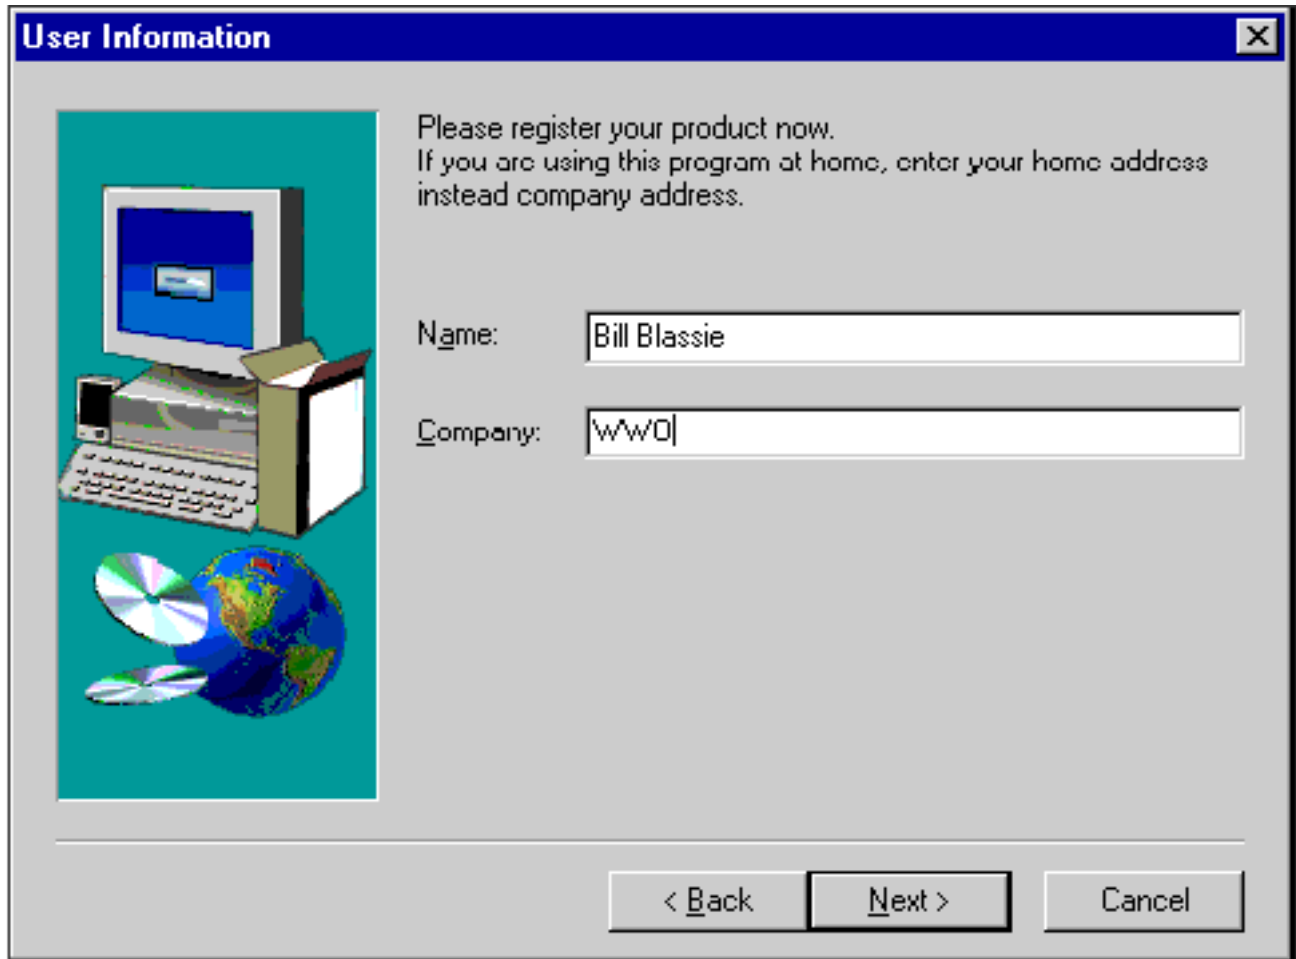 User Information
Please register your product now.
If you are using this program at home, enter your home address
instead company address.
Name:
Bill Blassie
Company:
WWO
< Back
Next >
Cancel